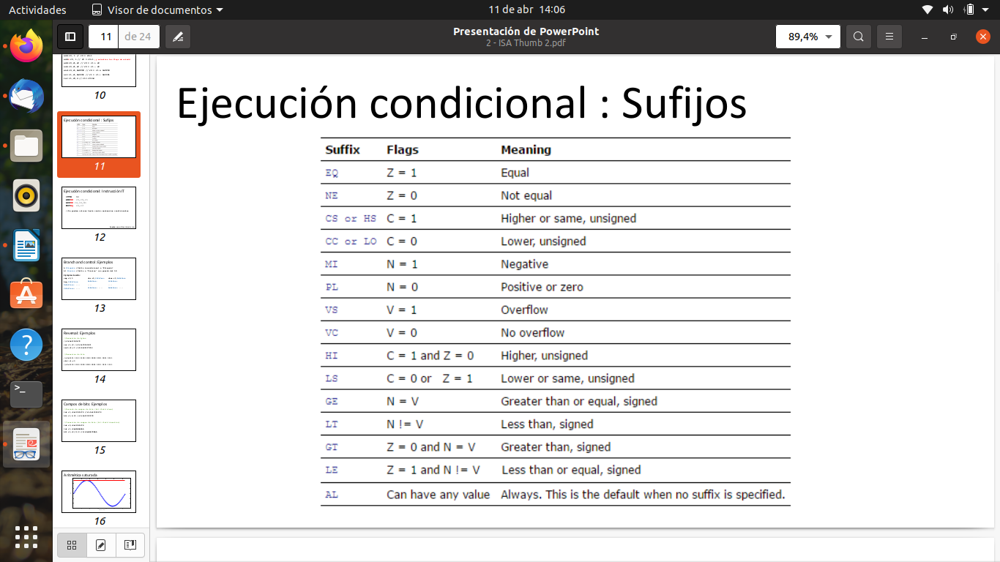 Actividades
Visor de documentos
11 de abr 14:06
11
de 24
Presentación de PowerPoint
2 - ISA Thumb 2.pdf
89,4%
10
Ejecución condicional : Sufijos
11
Ejecución condicional: Instrucción IT
12
Branch and control: Ejemplos
13
Reversal: Ejemplos
14
Campos de bits: Ejemplos
15
Aritmética saturada
16
Ejecución condicional : Sufijos
Suffix Flags Meaning
EQ Z = 1 Equal
NE Z = 0 Not equal
CS or HS C = 1 Higher or same, unsigned
CC or LO C = 0 Lower, unsigned
MI N = 1 Negative
PL N = 0 Positive or zero
VS V = 1 Overflow
VC V = 0 No overflow
HI C = 1 and Z = 0 Higher, unsigned
LS C = 0 or Z = 1 Lower or same, unsigned
GE N = V Greater than or equal, signed
LT N != V Less than, signed
GT Z = 0 and N = V Greater than, signed
LE Z = 1 and N != V Less than or equal, signed
AL Can have any value Always. This is the default when no suffix is specified.